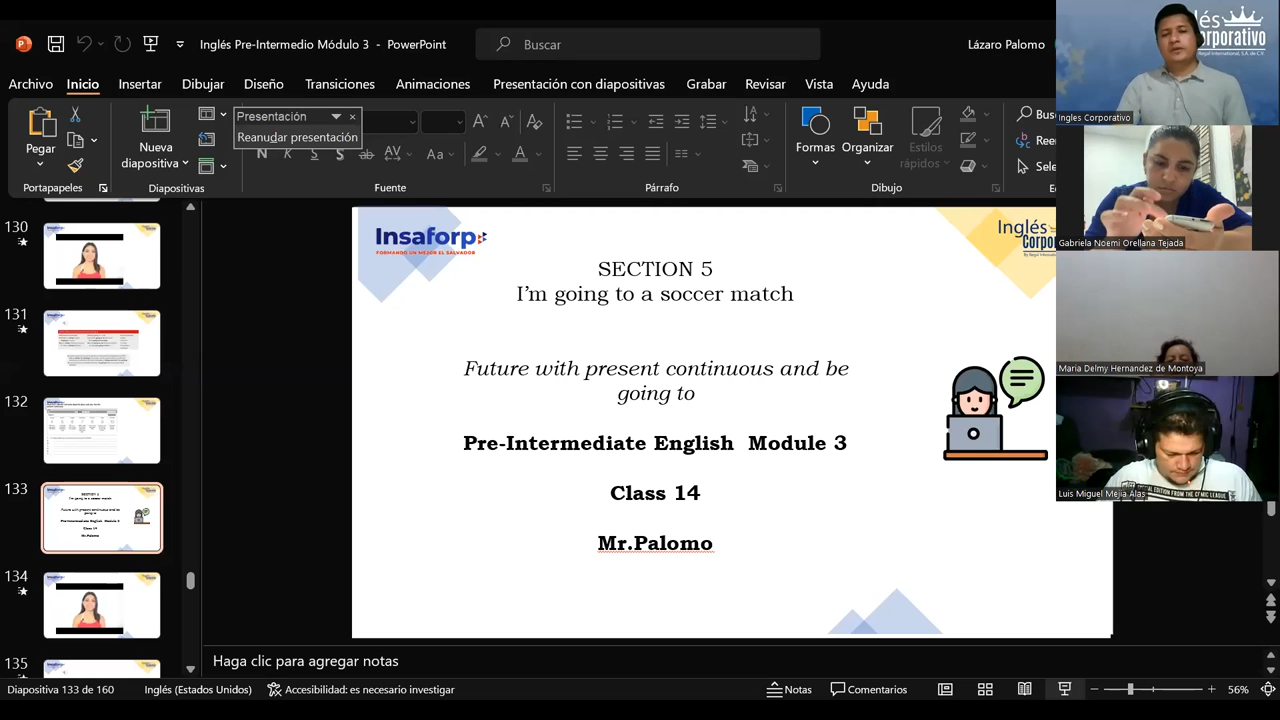 Inglés Pre-Intermedio Módulo 3 - PowerPoint
Buscar
Lázaro Palomo
Archivo Inicio Insertar Dibujar Diseño Transiciones Animaciones Presentación con diapositivas Grabar Revisar Vista Ayuda
Presentación
Reanudar presentación
Pegar
Nueva
diapositiva
N K S ab AV Aa A
Formas
Organizar
Estilos
rápidos
Portapapeles
Diapositivas
Fuente
Párrafo
Dibujo
130
131
132
133
134
135
Insaforp
FORMANDO UN MEJOR EL SALVADOR
Inglés
SECTION 5
I'm going to a soccer match
Future with present continuous and be
going to
Pre-Intermediate English Module 3
Class 14
Mr.Palomo
Haga clic para agregar notas
Diapositiva 133 de 160
Inglés (Estados Unidos)
Accesibilidad: es necesario investigar
Notas
Comentarios
56%
Ingles Corporativo
Gabriela Noemi Orellana Tejada
Maria Delmy Hernandez de Montoya
Luis Miguel Mejia Alas